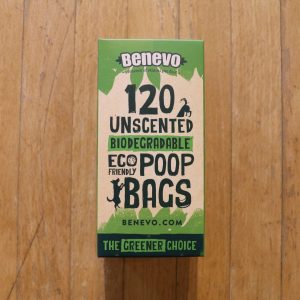 Benevo
120
UNSCENTED
BIODEGRADABLE
ECO FRIENDLY POOP
BAGS
BENEVO.COM
THE GREENER CHOICE